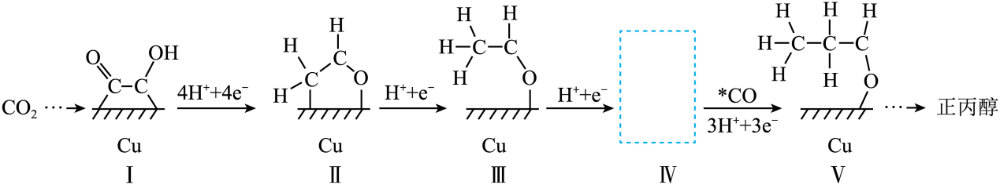 CO₂ ··· → O C–C OH 4H⁺+4e⁻ H H C H C O H⁺+e⁻ H H–C–C H H O H⁺+e⁻ *CO 3H⁺+3e⁻ H H H H–C–C–C H H O ··· → 正丙醇
Cu Cu Cu Cu
Ⅰ Ⅱ Ⅲ Ⅳ Ⅴ